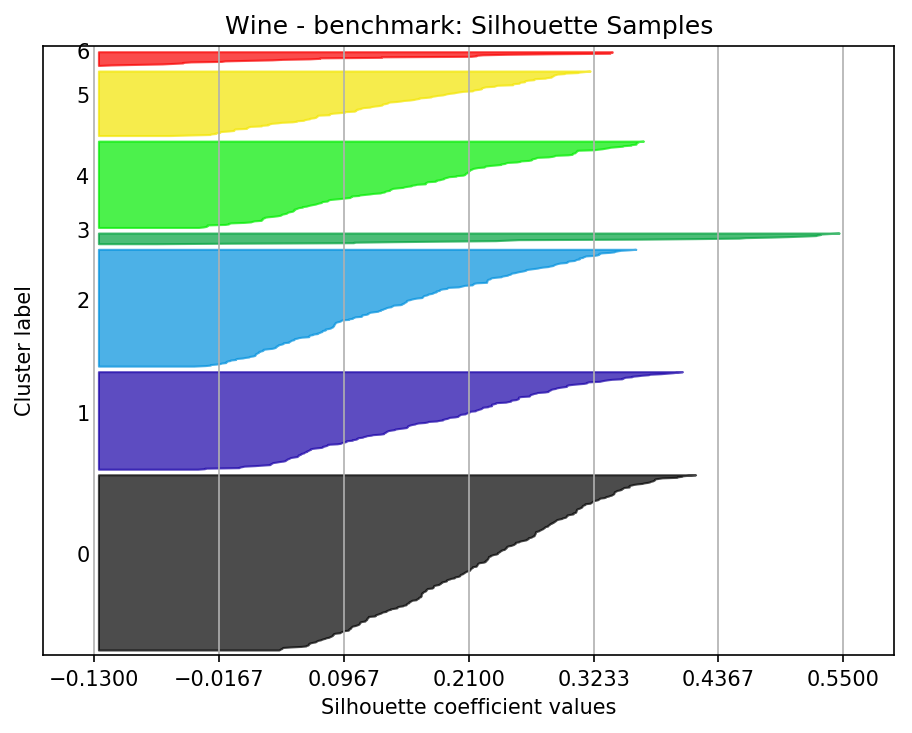 Wine - benchmark: Silhouette Samples
6
5
4
3
2
1
0
Cluster label
−0.1300 −0.0167 0.0967 0.2100 0.3233 0.4367 0.5500
Silhouette coefficient values